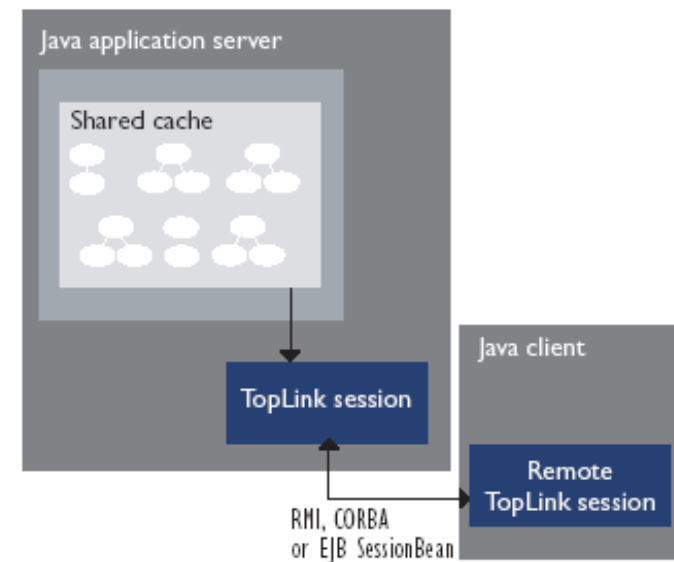 Java application server
Shared cache
TopLink session
Java client
Remote
TopLink session
RMI, CORBA
or EJB SessionBean